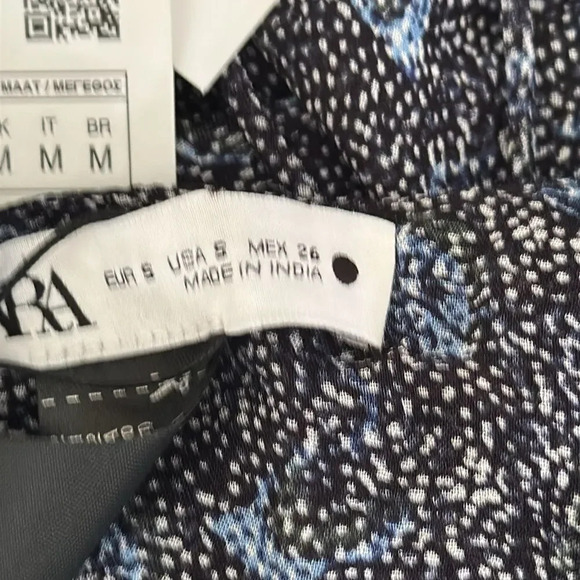 MAAT / ΜΕΓΕΘΟΣ
IT BR
M M M
EUR S USA S MEX 26
MADE IN INDIA